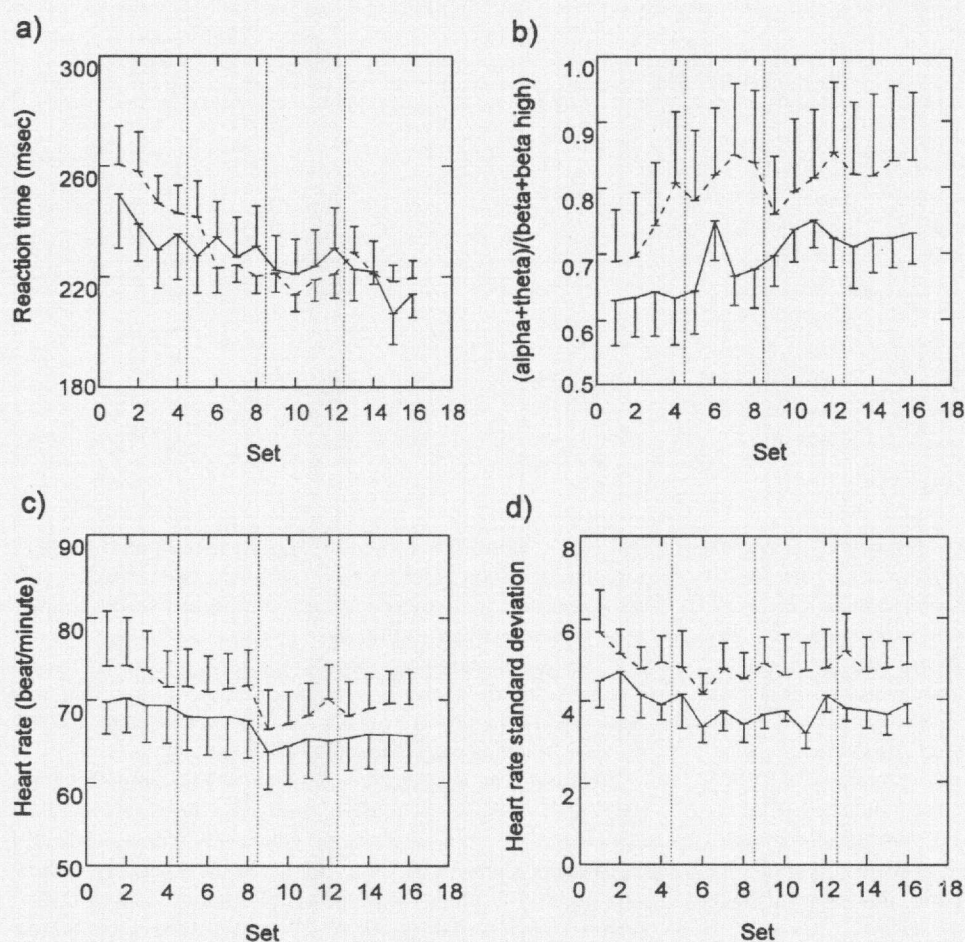 a)
Reaction time (msec)
300
260
220
180
0 2 4 6 8 10 12 14 16 18
Set
b)
(alpha+theta)/(beta+beta high)
1.0
0.9
0.8
0.7
0.6
0.5
0 2 4 6 8 10 12 14 16 18
Set
c)
Heart rate (beat/minute)
90
80
70
60
50
0 2 4 6 8 10 12 14 16 18
Set
d)
Heart rate standard deviation
8
6
4
2
0
0 2 4 6 8 10 12 14 16 18
Set